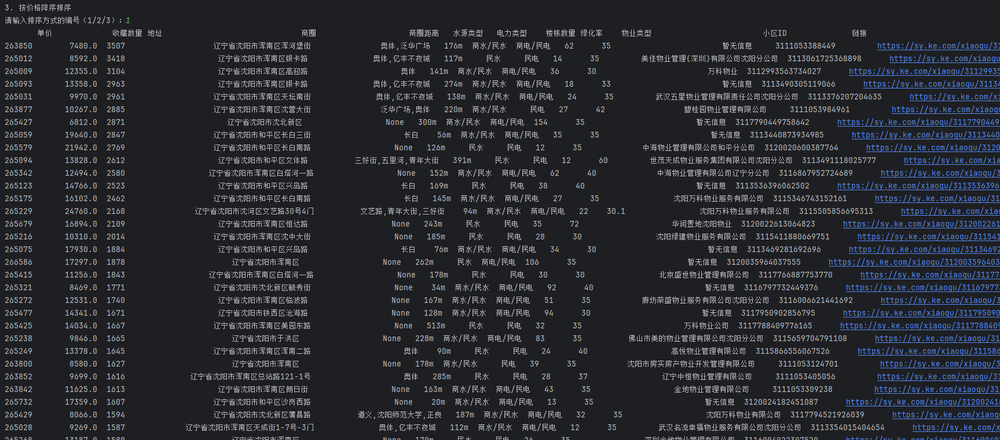 3. 按价格降序排序
请输入排序方式的编号（1/2/3）：1
单价 收藏数量 地址 商圈 商圈距离 水源类型 电力类型 楼栋数量 绿化率 物业类型 小区ID 链接
263850 7480.0 3507 辽宁省沈阳市浑南区浑河堡街 奥体,泛华广场 176m 商水/民水 商电/民电 62 35 暂无信息 3111053388449 https://sy.ke.com/xiaoqu/31
265012 8592.0 3418 辽宁省沈阳市浑南区银卡路 奥体,亿丰不夜城 117m 民水 民电 14 35 美佳物业管理(深圳)有限公司沈阳分公司 3113061725368898 https://sy.ke.com/xiaoqu
265009 12355.0 3104 辽宁省沈阳市浑南区高迎路 奥体 141m 商水/民水 商电/民电 36 30 万科物业 3112993563734027 https://sy.ke.com/xiaoqu/31129935
265093 13358.0 2963 辽宁省沈阳市浑南区银卡路 奥体,亿丰不夜城 274m 商水/民水 商电/民电 18 33 暂无信息 3113490305119066 https://sy.ke.com/xiaoqu/31134
265031 9970.0 2961 辽宁省沈阳市浑南区天坛南街 奥体,亿丰不夜城 138m 商水/民水 商电/民电 24 35 武汉五星物业管理有限责任公司沈阳分公司 3113376207204635 https://sy.ke.com/xi
263877 10267.0 2885 辽宁省沈阳市浑南区沈营大街 泛华广场,奥体 220m 商水/民水 民电 27 42 碧桂园物业管理有限公司 3111053984961 https://sy.ke.com/xiaoqu
265427 6812.0 2871 辽宁省沈阳市沈北新区 None 300m 商水/民水 商电/民电 154 35 暂无信息 3117790449758642 https://sy.ke.com/xiaoqu/3117790449
265059 19640.0 2847 辽宁省沈阳市和平区长白三街 长白 56m 商水/民水 商电/民电 35 35 暂无信息 3113440873934985 https://sy.ke.com/xiaoqu/3113440
265579 21942.0 2769 辽宁省沈阳市和平区长白南路 None 126m 民水 民电 12 35 中海物业管理有限公司和平分公司 3120020600387764 https://sy.ke.com/xiaoqu/3120
265094 13828.0 2612 辽宁省沈阳市和平区文体路 三好街,五里河,青年大街 391m 民水 民电 12 60 世茂天成物业服务集团有限公司沈阳分公司 3113491118025777 https://sy.ke.com/xia
265342 12494.0 2580 辽宁省沈阳市浑南区白塔河一路 None 152m 商水/民水 商电/民电 62 40 中海物业管理有限公司辽宁分公司 3116867952724689 https://sy.ke.com/xiaoqu/3
265123 14766.0 2523 辽宁省沈阳市和平区兴岛路 长白 169m 民水 民电 38 40 暂无信息 3113536396062502 https://sy.ke.com/xiaoqu/3113536396
265175 16102.0 2462 辽宁省沈阳市和平区长白南路 长白 145m 商水/民水 商电/民电 27 35 沈阳万科物业服务有限公司 3115346743152161 https://sy.ke.com/xiaoqu/311
265229 24760.0 2168 辽宁省沈阳市沈河区文艺路30号4门 文艺路,青年大街,三好街 94m 商水/民水 商电/民电 22 30.1 沈阳万科物业服务有限公司 3115505856695313 https://sy.ke.com/xiao
265679 16894.0 2109 辽宁省沈阳市浑南区恒达路 None 243m 民水 民电 35 72 华润置地沈阳物业 3120022613064823 https://sy.ke.com/xiaoqu/312002261
265216 10310.0 2014 辽宁省沈阳市浑南区沈中大街 None 185m 民水 民电 28 30 沈阳绿建物业服务有限公司 3115411880669751 https://sy.ke.com/xiaoqu/311541
265075 17930.0 1884 辽宁省沈阳市和平区兴岛路 长白 76m 商水/民水 商电/民电 34 30 暂无信息 3113469281692696 https://sy.ke.com/xiaoqu/31134692
266586 17297.0 1878 辽宁省沈阳市浑南区 None 262m 民水 商电/民电 106 35 暂无信息 3120035964037555 https://sy.ke.com/xiaoqu/312003596403
265415 11256.0 1843 辽宁省沈阳市浑南区白塔河一路 None 178m 民水 民电 30 30 北京盛世物业管理有限公司 3117766887753770 https://sy.ke.com/xiaoqu/31177
265321 8469.0 1771 辽宁省沈阳市沈北新区毓秀街 None 34m 商水/民水 商电/民电 92 40 暂无信息 3116797732449376 https://sy.ke.com/xiaoqu/311679773
265272 12531.0 1740 辽宁省沈阳市浑南区临波路 None 167m 商水/民水 商电/民电 51 35 廊坊荣盛物业服务有限公司沈阳分公司 3116006621441692 https://sy.ke.com/xiaoqu/3
265477 14341.0 1671 辽宁省沈阳市铁西区沧海路 None 128m 商水/民水 商电/民电 94 30 暂无信息 3117950902856795 https://sy.ke.com/xiaoqu/311795090
265425 14034.0 1667 辽宁省沈阳市浑南区美园东路 None 513m 民水 民电 32 35 万科物业公司 3117788409776165 https://sy.ke.com/xiaoqu/311778840​9
265238 9846.0 1665 辽宁省沈阳市于洪区 None 228m 商水/民水 商电/民电 83 35 佛山市美的物业管理有限公司沈阳分公司 3115659704791108 https://sy.ke.com/xiaoqu/31
265249 13378.0 1645 辽宁省沈阳市浑南区浑南二路 奥体 90m 民水 民电 24 40 高悦物业管理有限公司 3115866556067526 https://sy.ke.com/xiaoqu/311586
263800 8580.0 1627 辽宁省沈阳市浑南区 None 178m 商水/民水 民电 39 35 沈阳市房实房产物业开发管理有限公司 3111053124701 https://sy.ke.com/xiaoqu/3
263852 9699.0 1616 辽宁省沈阳市浑南区总站路121-1号 奥体 285m 民水 民电 28 37 辽宁中恒物业管理有限公司 3111053405056 https://sy.ke.com/xiaoqu/31
263842 11625.0 1613 辽宁省沈阳市浑南区朗日街 None 163m 商水/民水 商电/民电 43 35 金地物业管理有限公司 3111053309238 https://sy.ke.com/xiaoqu/311
265732 17359.0 1607 辽宁省沈阳市和平区沙岗西路 None 20m 商水/民水 商电/民电 13 35 暂无信息 3120024182451087 https://sy.ke.com/xiaoqu/312002418
265429 8066.0 1594 辽宁省沈阳市沈北新区蒲昌路 道义,沈阳师范大学,正良 187m 商水/民水 商电/民电 32 35 沈阳万科物业有限公司 3117794521926039 https://sy.ke.com/xiaoqu
265028 9269.0 1587 辽宁省沈阳市浑南区天成街1-7号-3门 奥体,亿丰不夜城 112m 商水/民水 商电/民电 12 35 武汉名流幸福物业服务有限公司沈阳分公司 3113354015404654 https://sy.ke.com/x
265268 13187.0 1580 辽宁省沈阳市浑南区 None 170m 民水 民电 26 35 深圳金地物业管理有限公司 3116004022307520 https://sy.ke.com/xiaoqu/311600​40